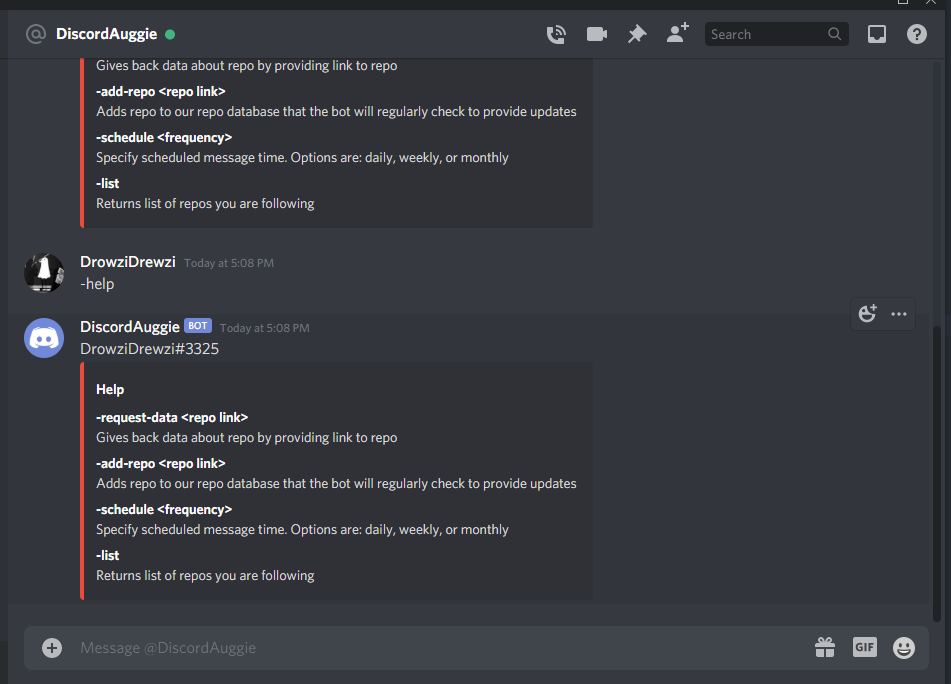 DiscordAuggie
Search
Gives back data about repo by providing link to repo
-add-repo <repo link>
Adds repo to our repo database that the bot will regularly check to provide updates
-schedule <frequency>
Specify scheduled message time. Options are: daily, weekly, or monthly
-list
Returns list of repos you are following
DrowziDrewzi Today at 5:08 PM
-help
DiscordAuggie BOT Today at 5:08 PM
DrowziDrewzi#3325
Help
-request-data <repo link>
Gives back data about repo by providing link to repo
-add-repo <repo link>
Adds repo to our repo database that the bot will regularly check to provide updates
-schedule <frequency>
Specify scheduled message time. Options are: daily, weekly, or monthly
-list
Returns list of repos you are following
Message @DiscordAuggie
GIF